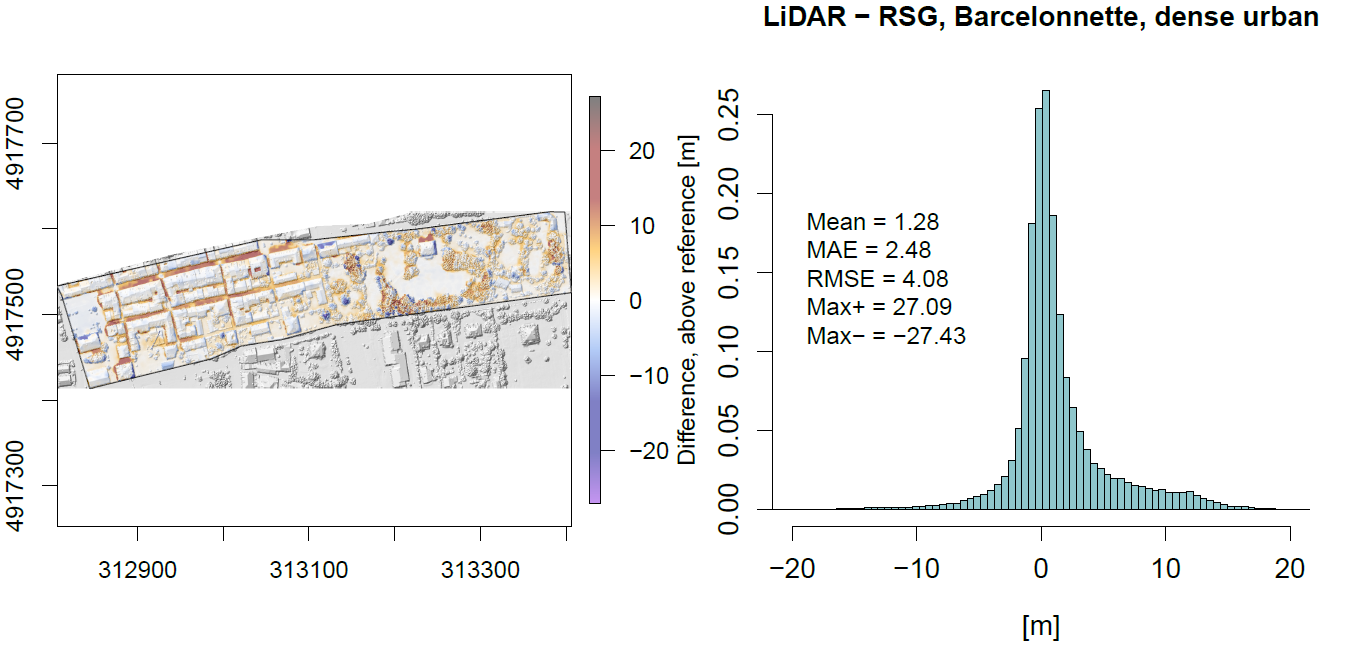 LiDAR − RSG, Barcelonnette, dense urban
4917700
4917500
4917300
312900
313100
313300
20
10
0
−10
−20
Difference, above reference [m]
0.25
0.20
0.15
0.10
0.05
0.00
Mean = 1.28
MAE = 2.48
RMSE = 4.08
Max+ = 27.09
Max− = −27.43
−20
−10
0
10
20
[m]